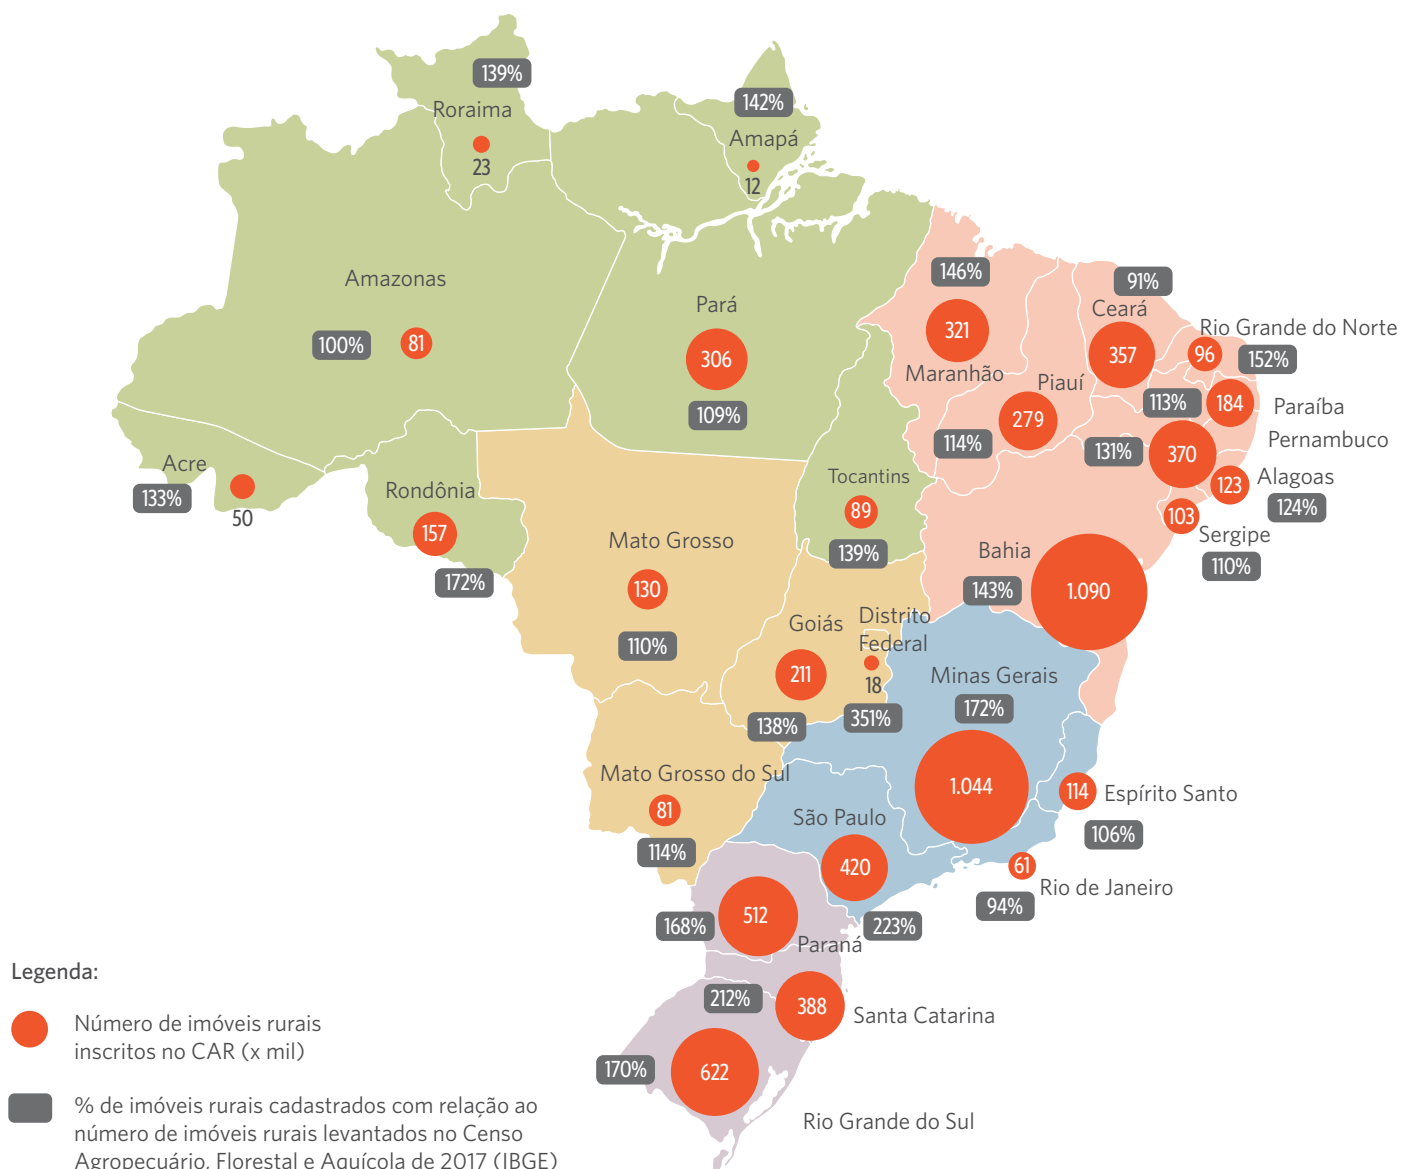 139%
Roraima
23
142%
Amapá
12
Amazonas
100%
81
Pará
306
109%
146%
321
Maranhão
91%
Ceará
357
Rio Grande do Norte
96
152%
Piauí
279
114%
113%
184
Paraíba
Pernambuco
131%
370
123
Alagoas
124%
103
Sergipe
110%
Acre
133%
50
Rondônia
157
172%
Tocantins
89
139%
Mato Grosso
130
110%
Bahia
143%
1.090
Goiás
211
138%
Distrito
Federal
18
351%
Minas Gerais
172%
1.044
114
Espírito Santo
106%
Mato Grosso do Sul
81
114%
São Paulo
420
223%
61
Rio de Janeiro
94%
512
168%
Paraná
212%
388
Santa Catarina
170%
622
Rio Grande do Sul
Legenda:
Número de imóveis rurais
inscritos no CAR (x mil)
% de imóveis rurais cadastrados com relação ao
número de imóveis rurais levantados no Censo
Agropecuário, Florestal e Aquícola de 2017 (IBGE)